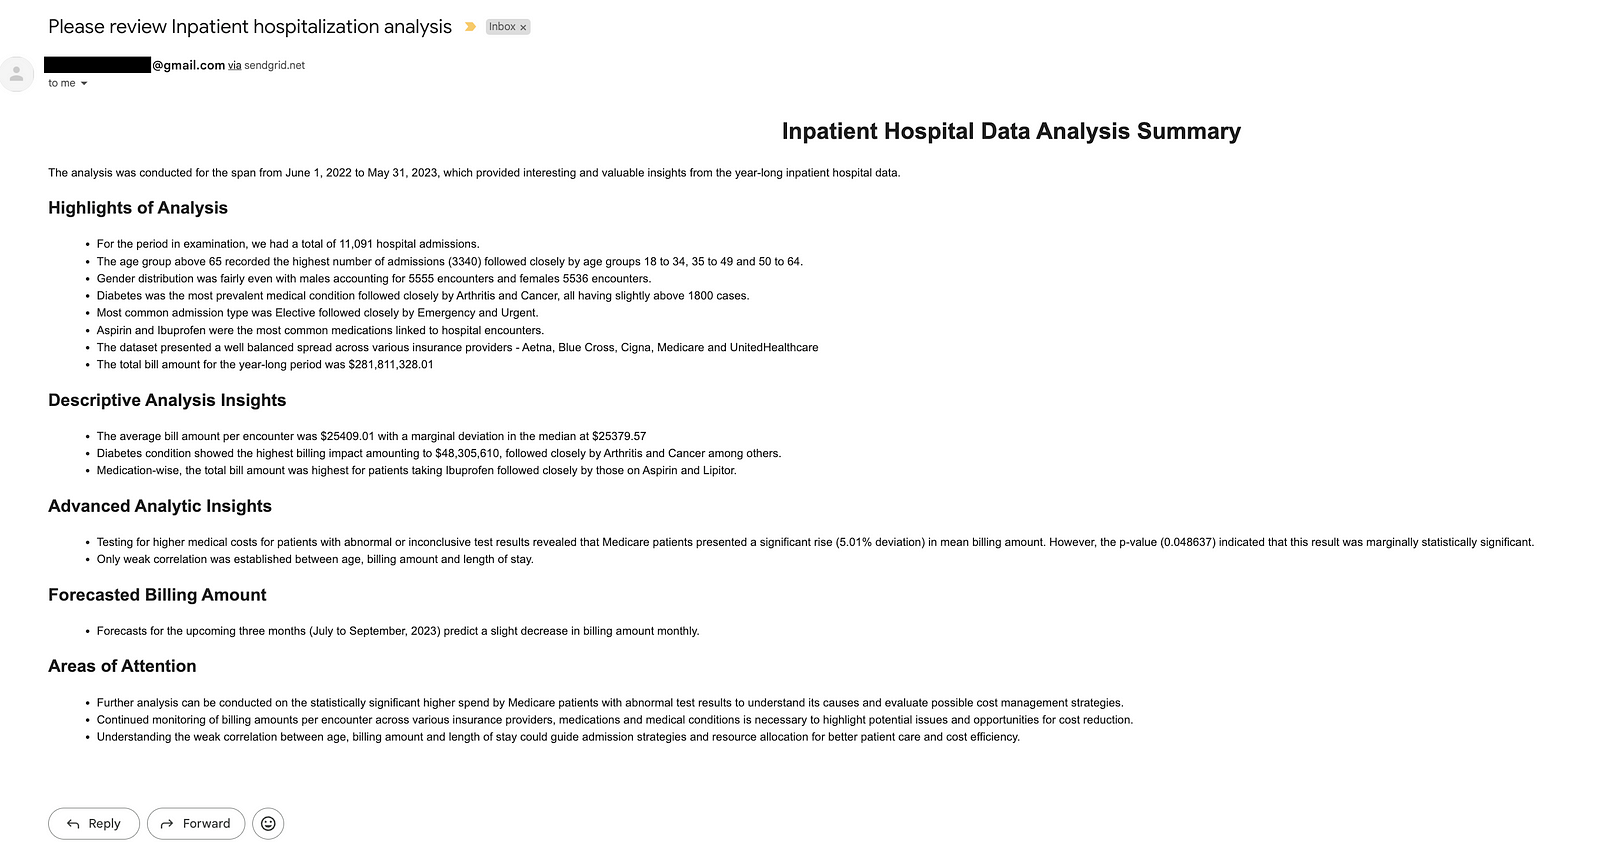 Please review Inpatient hospitalization analysis Inbox ×
@gmail.com via sendgrid.net
to me
Inpatient Hospital Data Analysis Summary
The analysis was conducted for the span from June 1, 2022 to May 31, 2023, which provided interesting and valuable insights from the year-long inpatient hospital data.
Highlights of Analysis
• For the period in examination, we had a total of 11,091 hospital admissions.
• The age group above 65 recorded the highest number of admissions (3340) followed closely by age groups 18 to 34, 35 to 49 and 50 to 64.
• Gender distribution was fairly even with males accounting for 5555 encounters and females 5536 encounters.
• Diabetes was the most prevalent medical condition followed closely by Arthritis and Cancer, all having slightly above 1800 cases.
• Most common admission type was Elective followed closely by Emergency and Urgent.
• Aspirin and Ibuprofen were the most common medications linked to hospital encounters.
• The dataset presented a well balanced spread across various insurance providers - Aetna, Blue Cross, Cigna, Medicare and UnitedHealthcare
• The total bill amount for the year-long period was $281,811,328.01
Descriptive Analysis Insights
• The average bill amount per encounter was $25409.01 with a marginal deviation in the median at $25379.57
• Diabetes condition showed the highest billing impact amounting to $48,305,610, followed closely by Arthritis and Cancer among others.
• Medication-wise, the total bill amount was highest for patients taking Ibuprofen followed closely by those on Aspirin and Lipitor.
Advanced Analytic Insights
• Testing for higher medical costs for patients with abnormal or inconclusive test results revealed that Medicare patients presented a significant rise (5.01% deviation) in mean billing amount. However, the p-value (0.048637) indicated that this result was marginally statistically significant.
• Only weak correlation was established between age, billing amount and length of stay.
Forecasted Billing Amount
• Forecasts for the upcoming three months (July to September, 2023) predict a slight decrease in billing amount monthly.
Areas of Attention
• Further analysis can be conducted on the statistically significant higher spend by Medicare patients with abnormal test results to understand its causes and evaluate possible cost management strategies.
• Continued monitoring of billing amounts per encounter across various insurance providers, medications and medical conditions is necessary to highlight potential issues and opportunities for cost reduction.
• Understanding the weak correlation between age, billing amount and length of stay could guide admission strategies and resource allocation for better patient care and cost efficiency.
Reply Forward